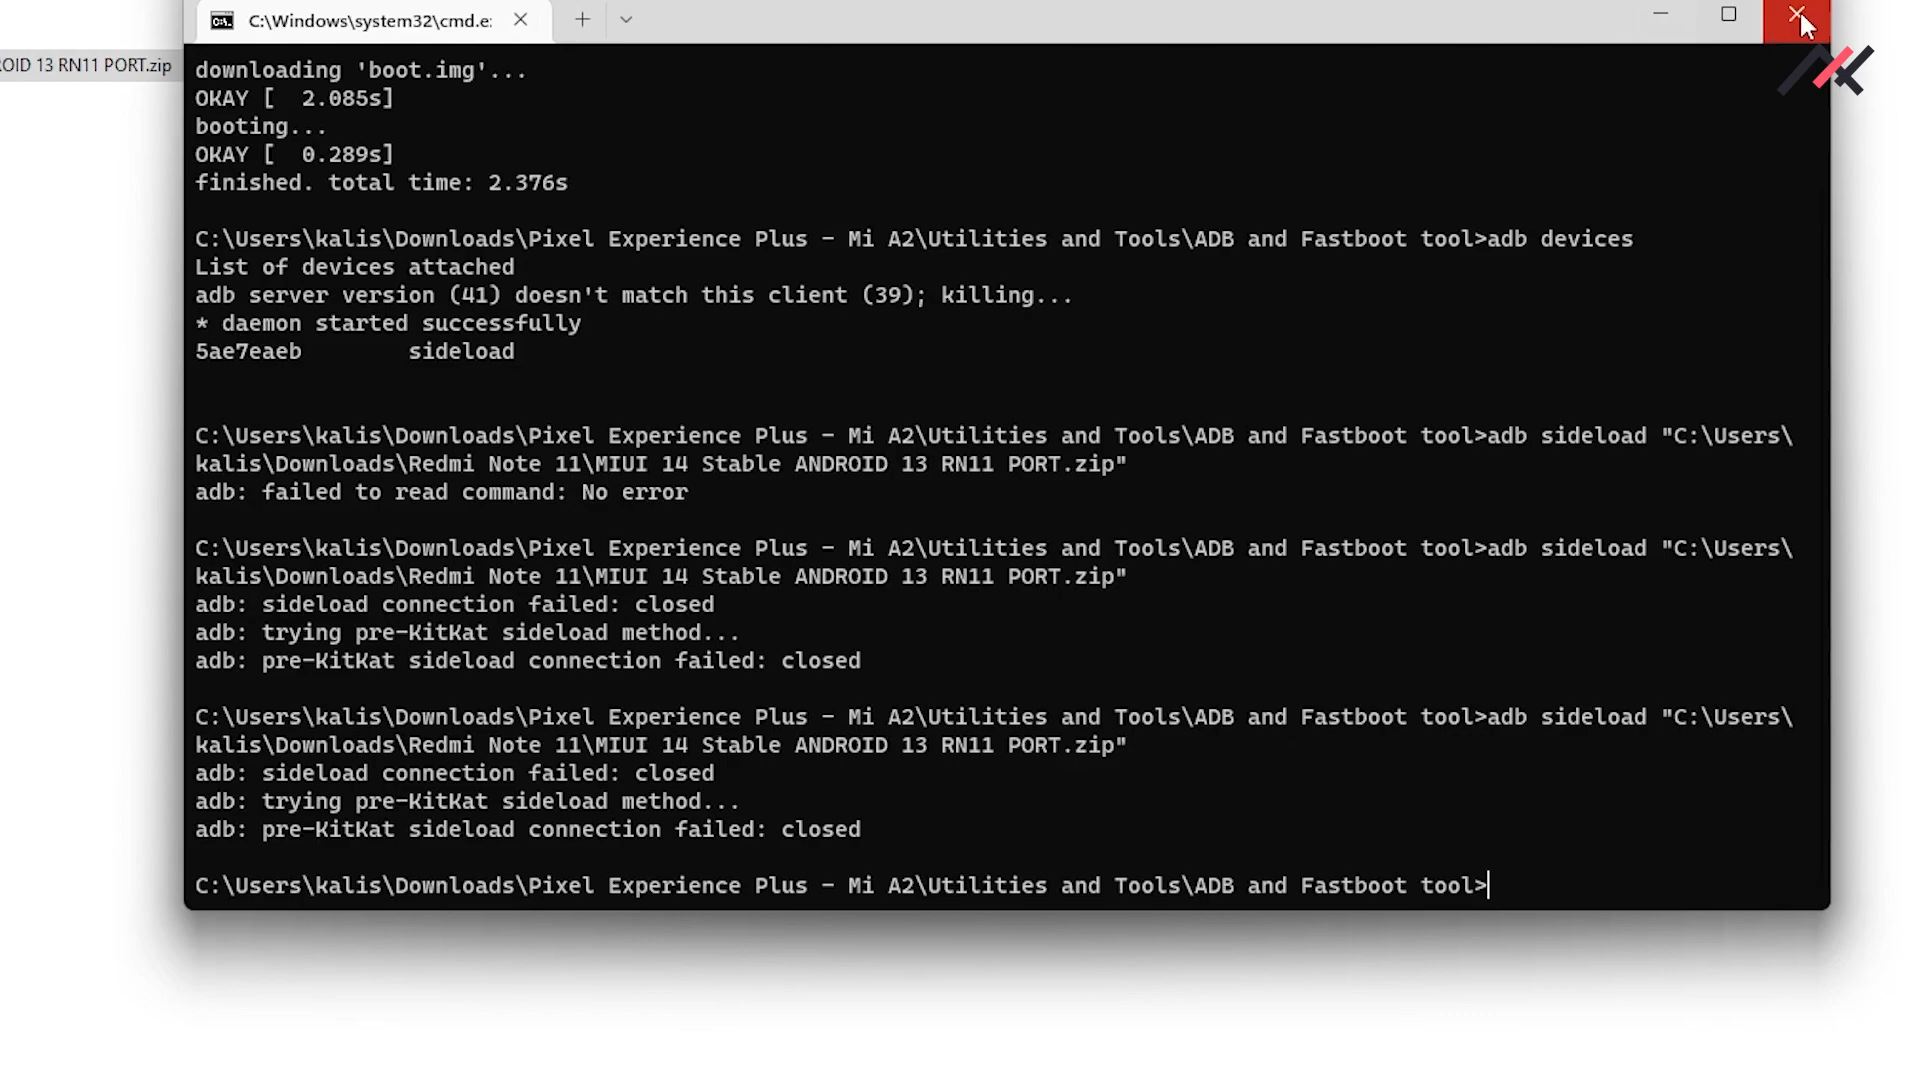 C:\Windows\system32\cmd.e
OID 13 RN11 PORT.zip
downloading 'boot.img'...
OKAY [  2.085s]
booting...
OKAY [  0.289s]
finished. total time: 2.376s
C:\Users\kalis\Downloads\Pixel Experience Plus - Mi A2\Utilities and Tools\ADB and Fastboot tool>adb devices
List of devices attached
adb server version (41) doesn't match this client (39); killing...
* daemon started successfully
5ae7eaeb        sideload
C:\Users\kalis\Downloads\Pixel Experience Plus - Mi A2\Utilities and Tools\ADB and Fastboot tool>adb sideload "C:\Users\
kalis\Downloads\Redmi Note 11\MIUI 14 Stable ANDROID 13 RN11 PORT.zip"
adb: failed to read command: No error
C:\Users\kalis\Downloads\Pixel Experience Plus - Mi A2\Utilities and Tools\ADB and Fastboot tool>adb sideload "C:\Users\
kalis\Downloads\Redmi Note 11\MIUI 14 Stable ANDROID 13 RN11 PORT.zip"
adb: sideload connection failed: closed
adb: trying pre-KitKat sideload method...
adb: pre-KitKat sideload connection failed: closed
C:\Users\kalis\Downloads\Pixel Experience Plus - Mi A2\Utilities and Tools\ADB and Fastboot tool>adb sideload "C:\Users\
kalis\Downloads\Redmi Note 11\MIUI 14 Stable ANDROID 13 RN11 PORT.zip"
adb: sideload connection failed: closed
adb: trying pre-KitKat sideload method...
adb: pre-KitKat sideload connection failed: closed
C:\Users\kalis\Downloads\Pixel Experience Plus - Mi A2\Utilities and Tools\ADB and Fastboot tool>